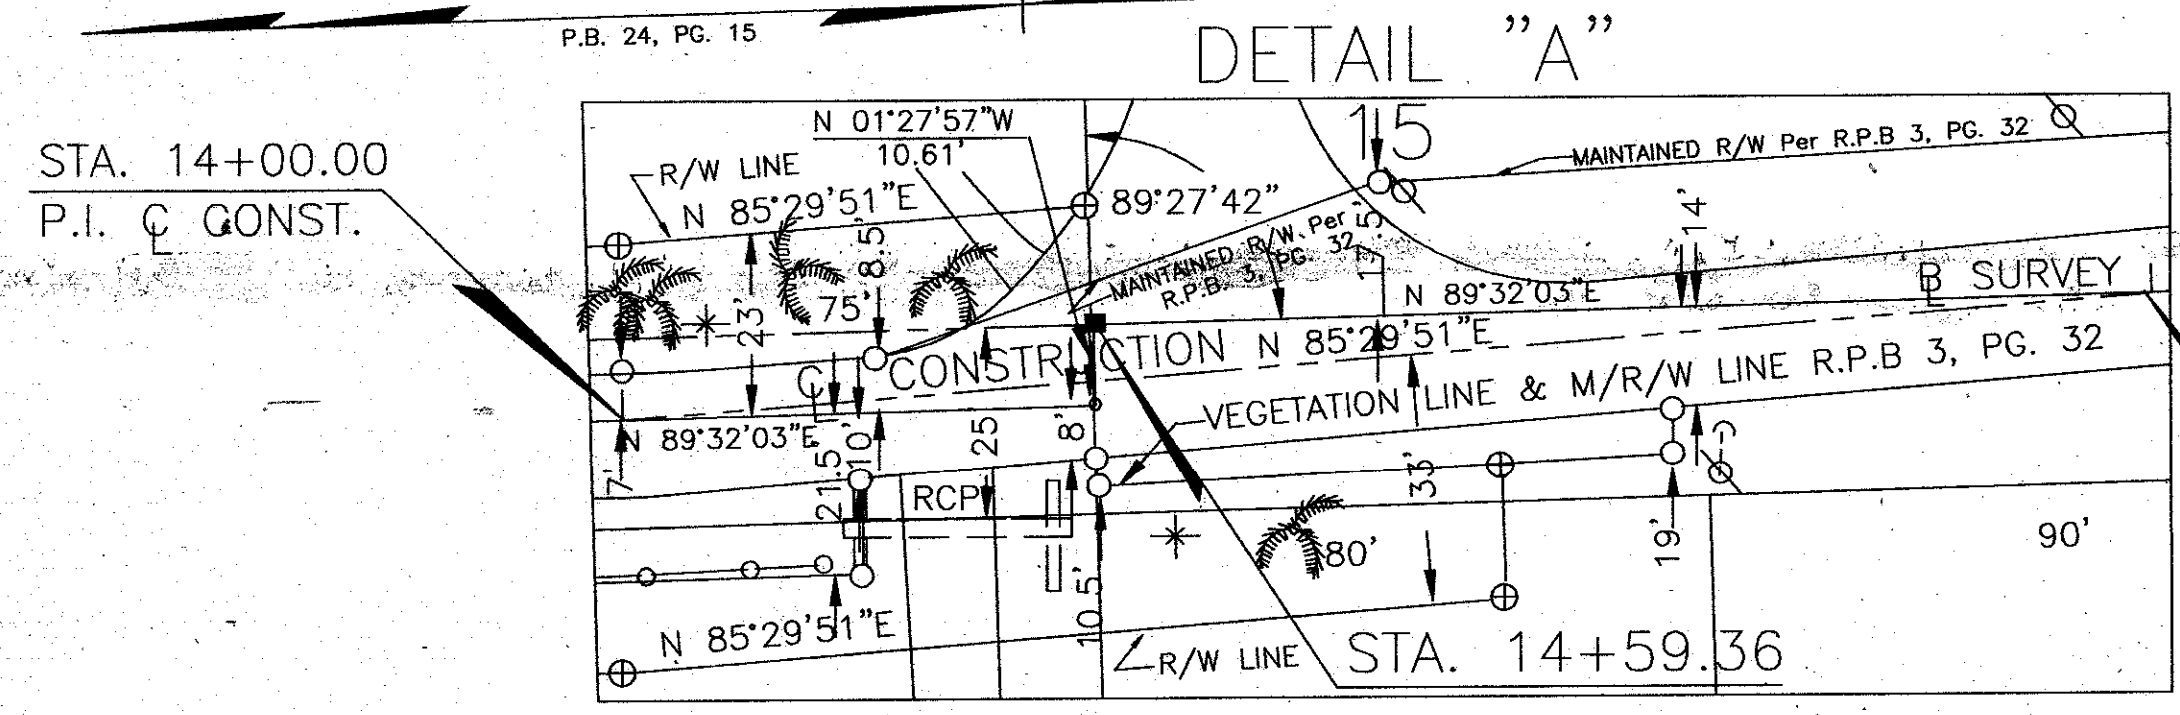 P.B. 24, PG. 15
DETAIL "A"
STA. 14+00.00
P.I. ℄ CONST.
N 01°27'57"W
10.61'
R/W LINE
N 85°29'51"E
89°27'42"
15
MAINTAINED R/W Per R.P.B 3, PG. 32
MAINTAINED R/W Per
R.P.B. 3, PG. 32
17.5'
14'
23'
75'
8.5'
N 89°32'03"E
B SURVEY
℄ CONSTRUCTION N 85°29'51"E
VEGETATION LINE & M/R/W LINE R.P.B 3, PG. 32
N 89°32'03"E
7'
21.5'
10'
25'
8'
RCP
33'
19'
80'
90'
10.5'
N 85°29'51"E
R/W LINE
STA. 14+59.36